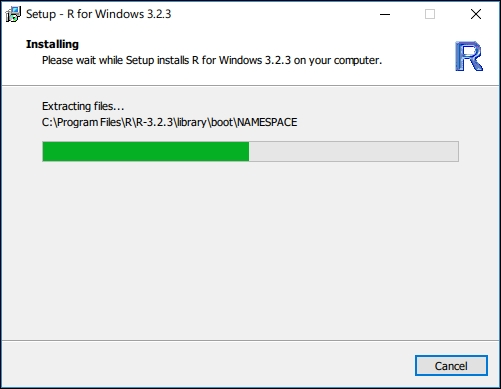 Setup - R for Windows 3.2.3
Installing
Please wait while Setup installs R for Windows 3.2.3 on your computer.
R
Extracting files...
C:\Program Files\R\R-3.2.3\library\boot\NAMESPACE
Cancel